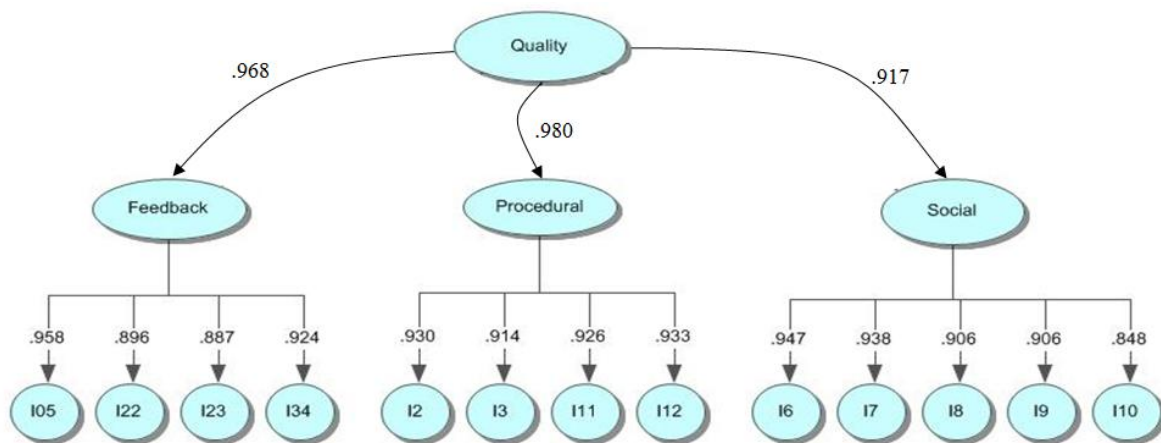 Quality
.968
.917
.980
Feedback
Procedural
Social
.958 .896 .887 .924
.930 .914 .926 .933
.947 .938 .906 .906 .848
I05 I22 I23 I34
I2 I3 I11 I12
I6 I7 I8 I9 I10